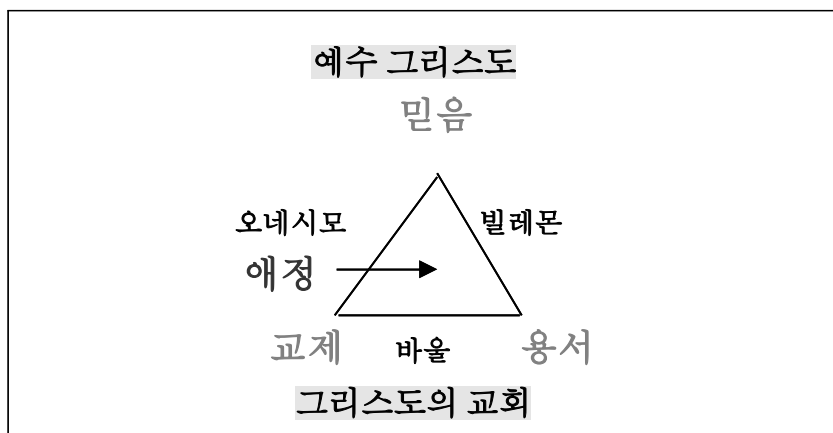 예수 그리스도
믿음
오네시모 빌레몬
애정
교제 바울 용서
그리스도의 교회